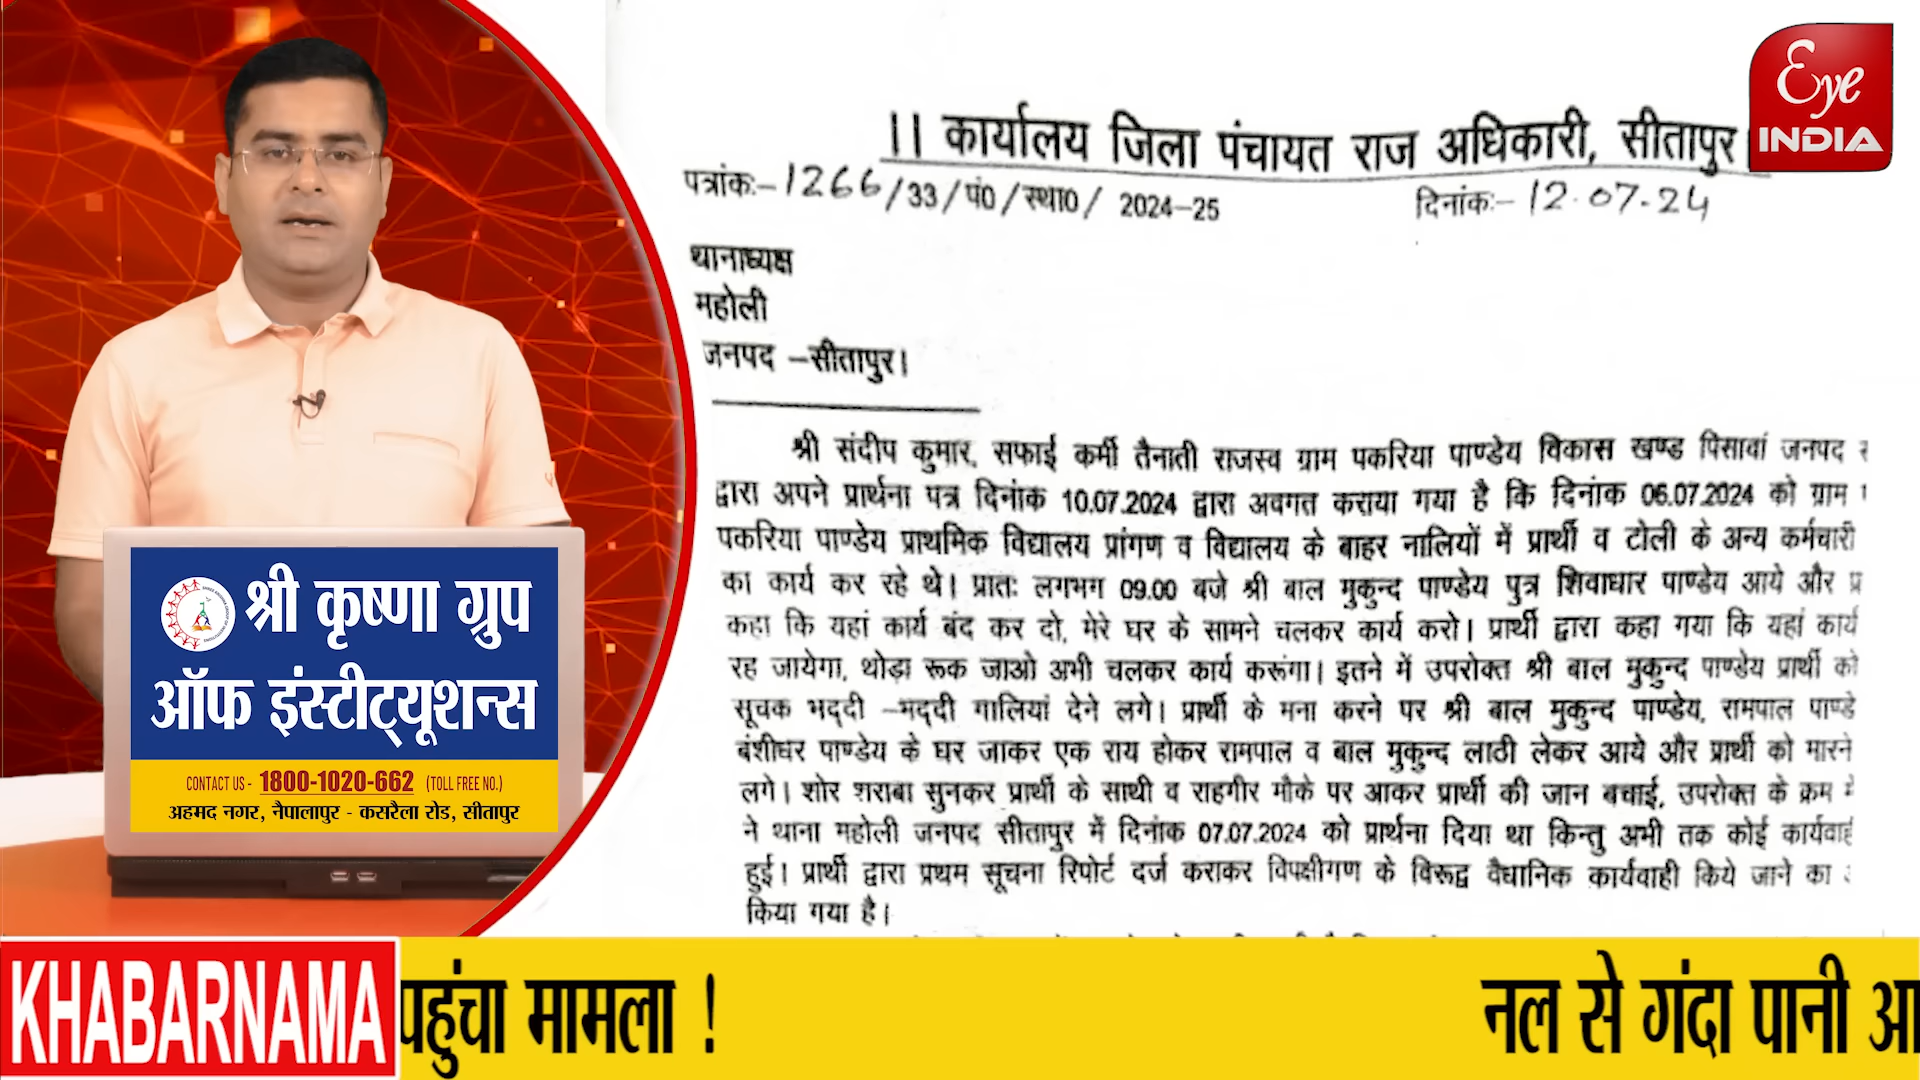 Eye
INDIA
।। कार्यालय जिला पंचायत राज अधिकारी, सीतापुर
पत्रांकः–1266/33/पं0/स्था0/ 2024–25 दिनांकः–12.07.24
थानाध्यक्ष
महोली
जनपद –सीतापुर।
श्री संदीप कुमार, सफाई कर्मी तैनाती राजस्व ग्राम पकरिया पाण्डेय विकास खण्ड पिसावां जनपद
द्वारा अपने प्रार्थना पत्र दिनांक 10.07.2024 द्वारा अवगत कराया गया है कि दिनांक 06.07.2024 को ग्राम
पकरिया पाण्डेय प्राथमिक विद्यालय प्रांगण व विद्यालय के बाहर नालियों में प्रार्थी व टोली के अन्य कर्मचारी
का कार्य कर रहे थे। प्रातः लगभग 09.00 बजे श्री बाल मुकुन्द पाण्डेय पुत्र शिवाधार पाण्डेय आये और
कहा कि यहां कार्य बंद कर दो, मेरे घर के सामने चलकर कार्य करो। प्रार्थी द्वारा कहा गया कि यहां कार्य
रह जायेगा, थोड़ा रूक जाओ अभी चलकर कार्य करूंगा। इतने में उपरोक्त श्री बाल मुकुन्द पाण्डेय प्रार्थी को
सूचक भद्‌दी –भद्‌दी गालियां देने लगे। प्रार्थी के मना करने पर श्री बाल मुकुन्द पाण्डेय, रामपाल पाण्डे
बंशीधर पाण्डेय के घर जाकर एक राय होकर रामपाल व बाल मुकुन्द लाठी लेकर आये और प्रार्थी को मारने
लगे। शोर शराबा सुनकर प्रार्थी के साथी व राहगीर मौके पर आकर प्रार्थी की जान बचाई, उपरोक्त के क्रम में
ने थाना महोली जनपद सीतापुर में दिनांक 07.07.2024 को प्रार्थना दिया था किन्तु अभी तक कोई कार्यवाही
हुई। प्रार्थी द्वारा प्रथम सूचना रिपोर्ट दर्ज कराकर विपक्षीगण के विरूद्व वैधानिक कार्यवाही किये जाने का
किया गया है।
श्री कृष्णा ग्रुप
ऑफ इंस्टीट्यूशन्स
CONTACT US - 1800-1020-662 (TOLL FREE NO.)
अहमद नगर, नैपालापुर - कसरैला रोड, सीतापुर
KHABARNAMA पहुंचा मामला ! नल से गंदा पानी आ